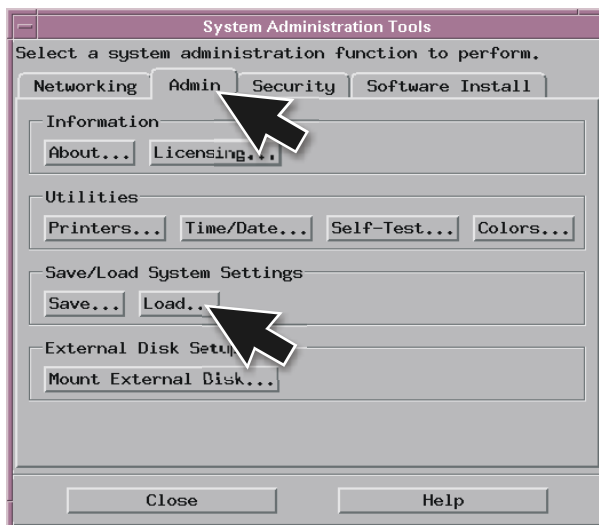 System Administration Tools
Select a system administration function to perform.
Networking Admin Security Software Install
Information
About... Licensing...
Utilities
Printers... Time/Date... Self-Test... Colors...
Save/Load System Settings
Save... Load...
External Disk Setup
Mount External Disk...
Close Help